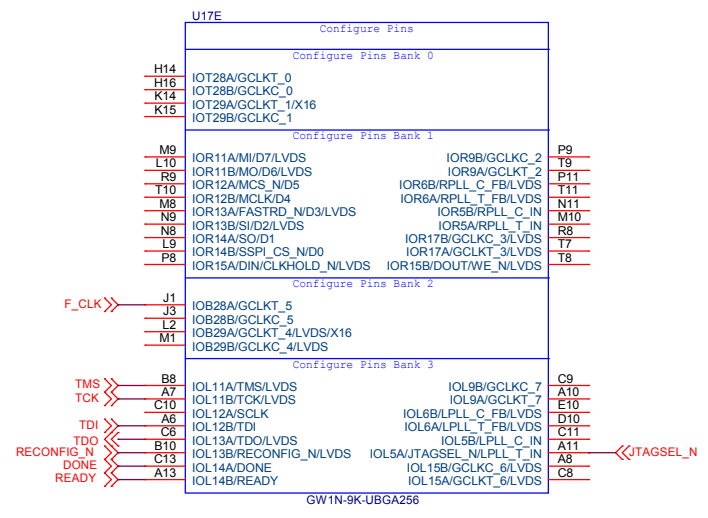 U17E
Configure Pins
Configure Pins Bank 0
H14 IOT28A/GCLKT_0
H16 IOT28B/GCLKC_0
K14 IOT29A/GCLKT_1/X16
K15 IOT29B/GCLKC_1
Configure Pins Bank 1
M9 IOR11A/MI/D7/LVDS IOR9B/GCLKC_2 P9
L10 IOR11B/MO/D6/LVDS IOR9A/GCLKT_2 T9
R9 IOR12A/MCS_N/D5 IOR6B/RPLL_C_FB/LVDS P11
T10 IOR12B/MCLK/D4 IOR6A/RPLL_T_FB/LVDS T11
M8 IOR13A/FASTRD_N/D3/LVDS IOR5B/RPLL_C_IN N11
N9 IOR13B/SI/D2/LVDS IOR5A/RPLL_T_IN M10
N8 IOR14A/SO/D1 IOR17B/GCLKC_3/LVDS R8
L9 IOR14B/SSPI_CS_N/D0 IOR17A/GCLKT_3/LVDS T7
P8 IOR15A/DIN/CLKHOLD_N/LVDS IOR15B/DOUT/WE_N/LVDS T8
Configure Pins Bank 2
F_CLK J1 IOB28A/GCLKT_5
J3 IOB28B/GCLKC_5
L2 IOB29A/GCLKT_4/LVDS/X16
M1 IOB29B/GCLKC_4/LVDS
Configure Pins Bank 3
TMS B8 IOL11A/TMS/LVDS IOL9B/GCLKC_7 C9
TCK A7 IOL11B/TCK/LVDS IOL9A/GCLKT_7 A10
C10 IOL12A/SCLK IOL6B/LPLL_C_FB/LVDS E10
TDI A6 IOL12B/TDI IOL6A/LPLL_T_FB/LVDS D10
TDO C6 IOL13A/TDO/LVDS IOL5B/LPLL_C_IN C11
RECONFIG_N B10 IOL13B/RECONFIG_N/LVDS IOL5A/JTAGSEL_N/LPLL_T_IN A11 JTAGSEL_N
DONE C13 IOL14A/DONE IOL15B/GCLKC_6/LVDS A8
READY A13 IOL14B/READY IOL15A/GCLKT_6/LVDS C8
GW1N-9K-UBGA256